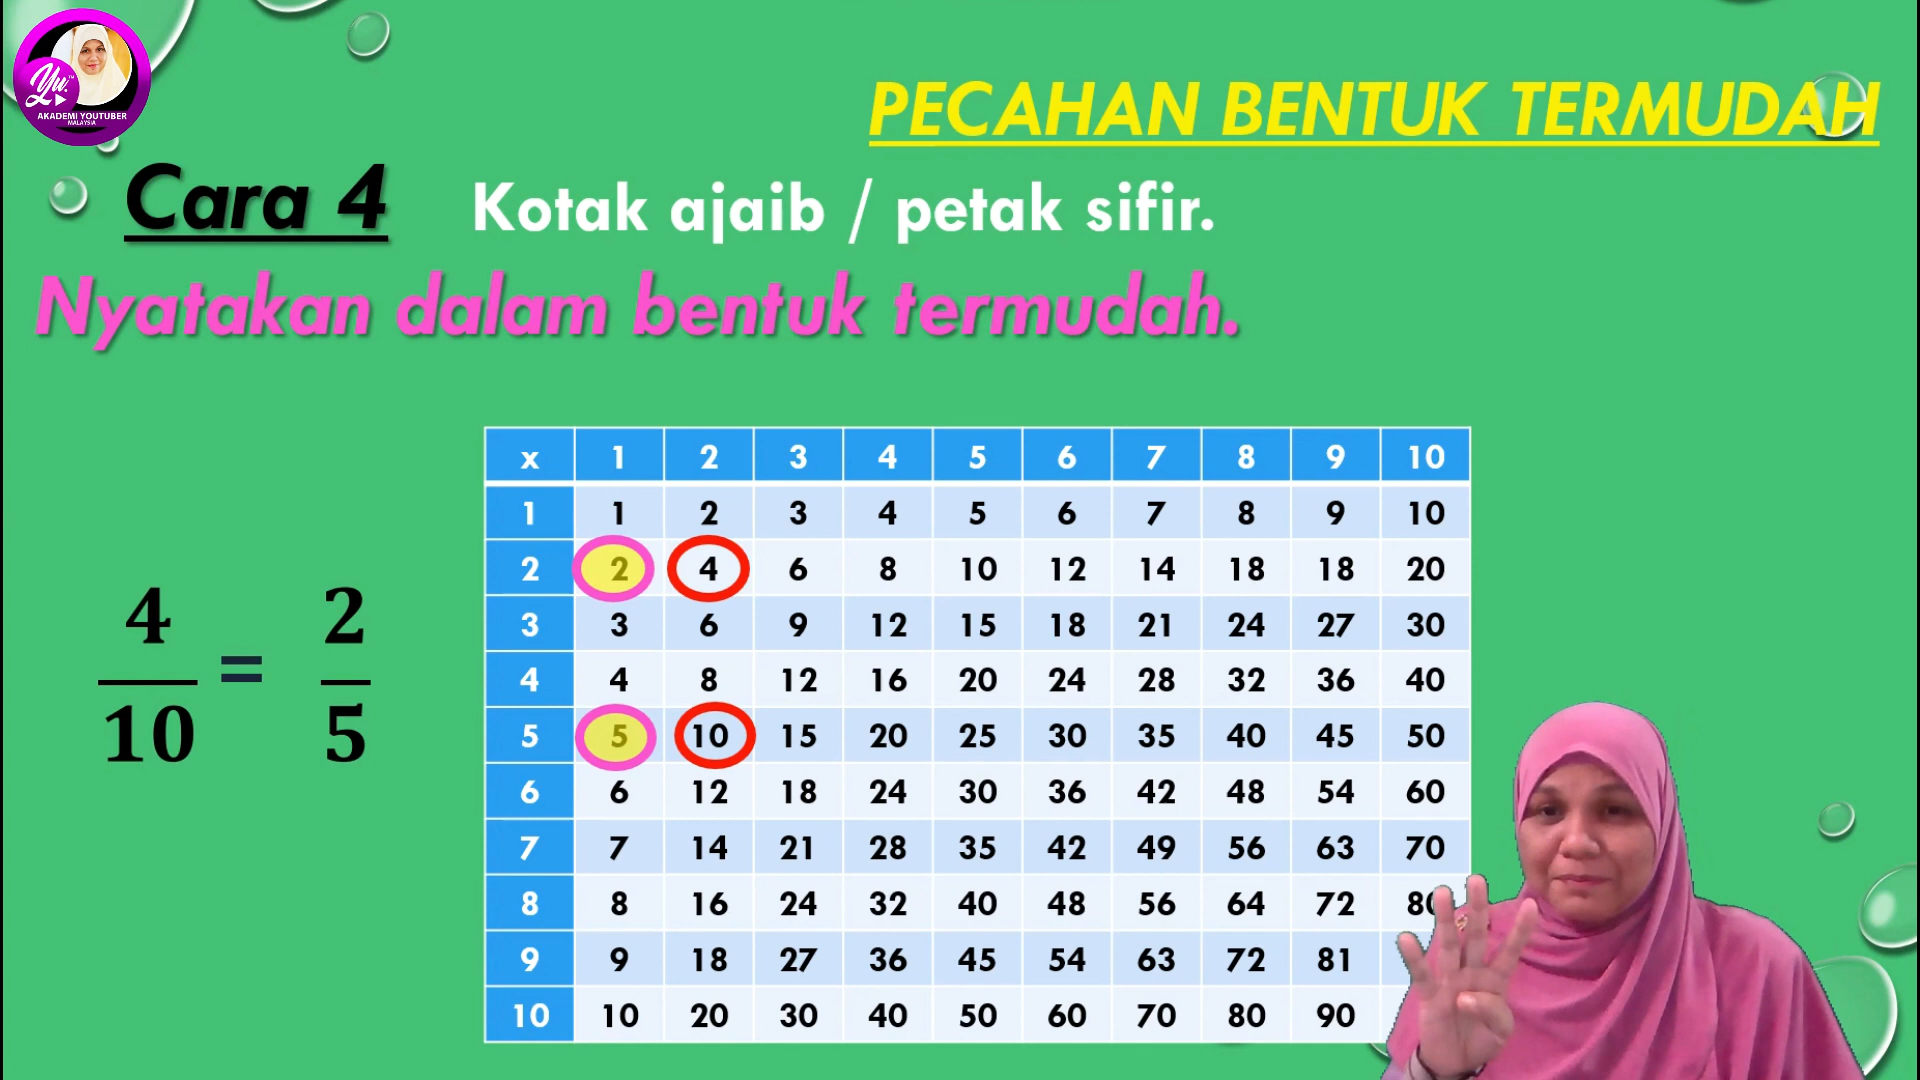 Yu.
AKADEMI YOUTUBER
MALAYSIA
PECAHAN BENTUK TERMUDAH
Cara 4 Kotak ajaib / petak sifir.
Nyatakan dalam bentuk termudah.
4/10 = 2/5
x 1 2 3 4 5 6 7 8 9 10
1 1 2 3 4 5 6 7 8 9 10
2 2 4 6 8 10 12 14 18 18 20
3 3 6 9 12 15 18 21 24 27 30
4 4 8 12 16 20 24 28 32 36 40
5 5 10 15 20 25 30 35 40 45 50
6 6 12 18 24 30 36 42 48 54 60
7 7 14 21 28 35 42 49 56 63 70
8 8 16 24 32 40 48 56 64 72 80
9 9 18 27 36 45 54 63 72 81
10 10 20 30 40 50 60 70 80 90